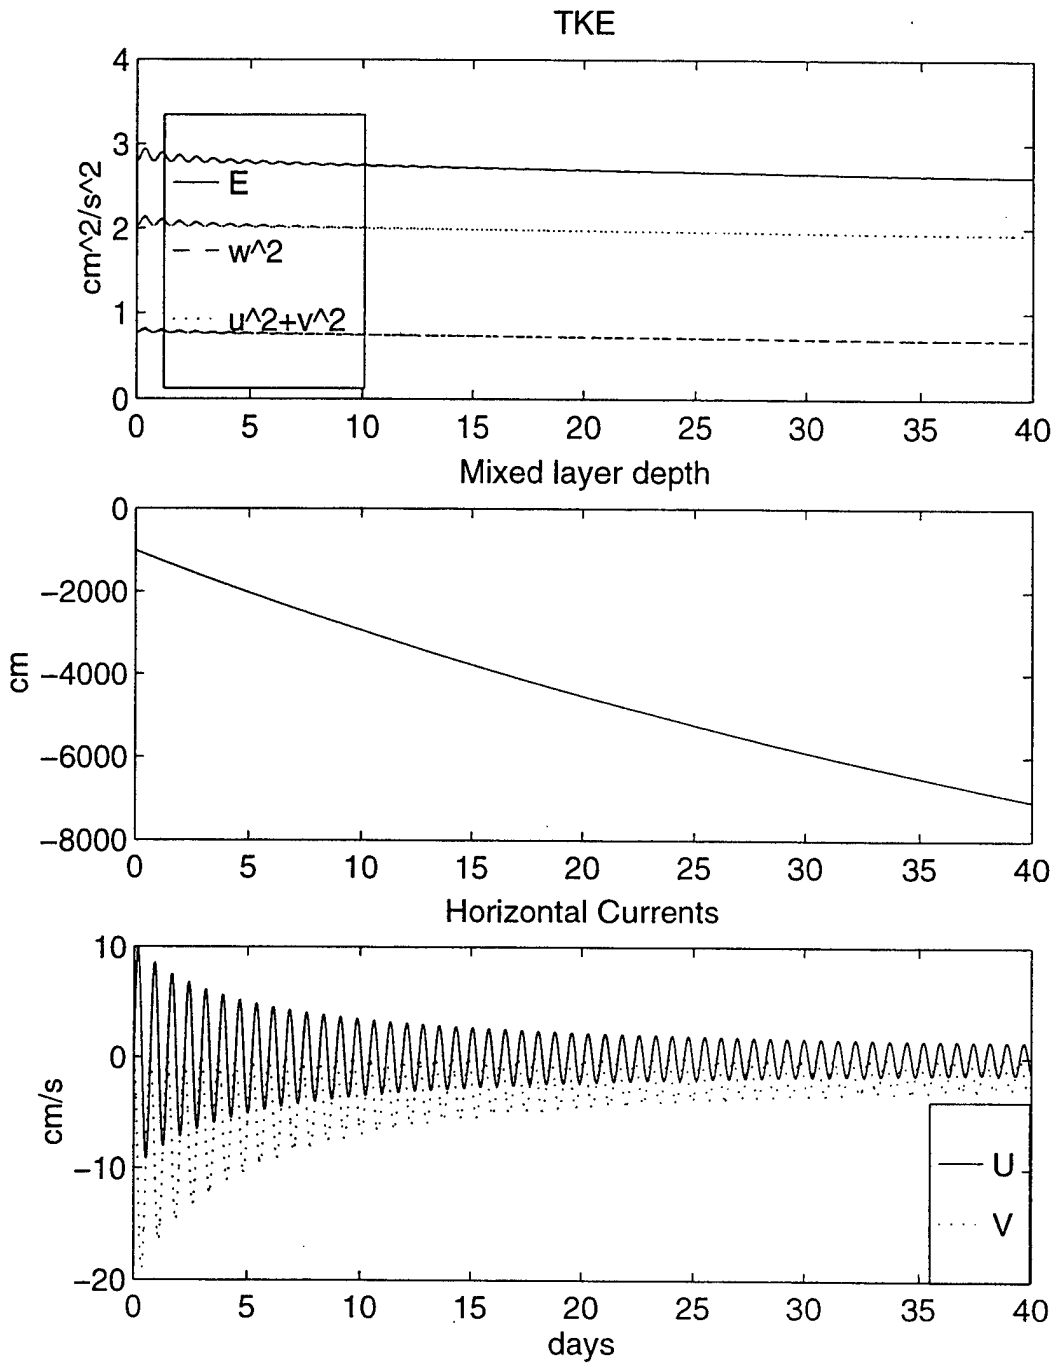 TKE
4
3
2
1
0
cm^2/s^2
E
w^2
u^2+v^2
0 5 10 15 20 25 30 35 40
Mixed layer depth
0
−2000
−4000
−6000
−8000
cm
0 5 10 15 20 25 30 35 40
Horizontal Currents
10
0
−10
−20
cm/s
U
V
0 5 10 15 20 25 30 35 40
days